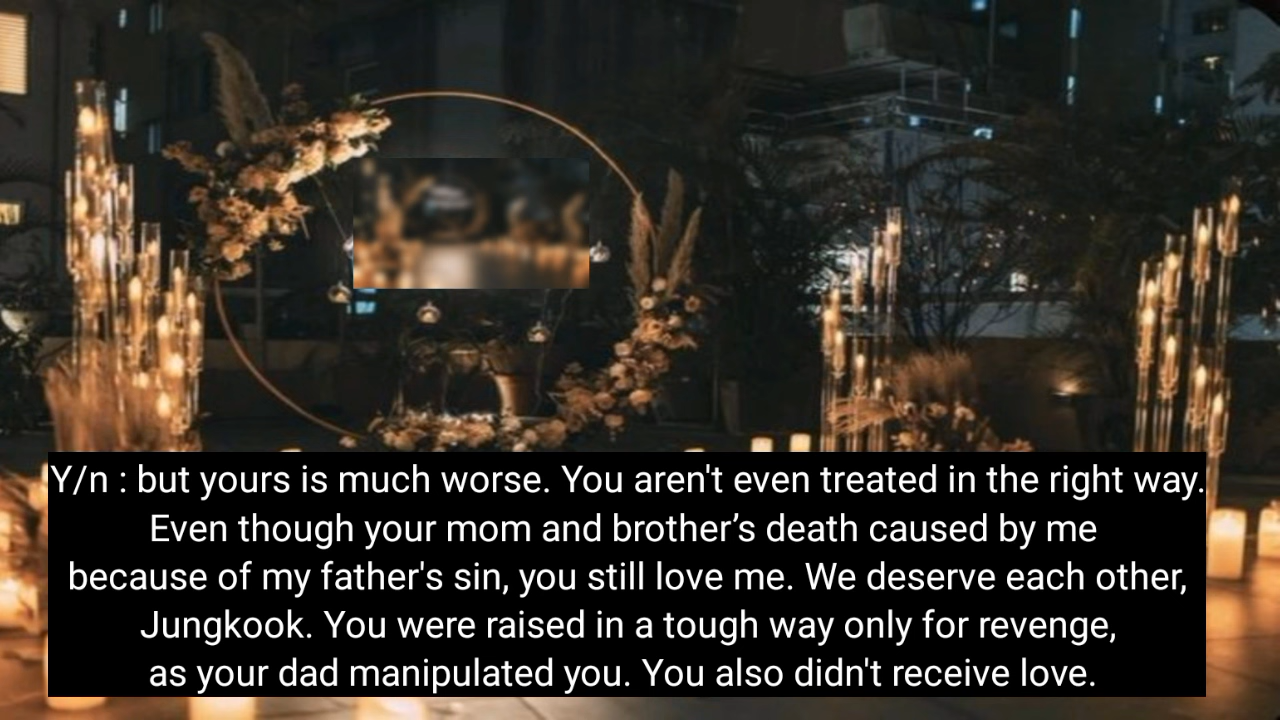 Y/n : but yours is much worse. You aren't even treated in the right way.
Even though your mom and brother’s death caused by me
because of my father's sin, you still love me. We deserve each other,
Jungkook. You were raised in a tough way only for revenge,
as your dad manipulated you. You also didn't receive love.